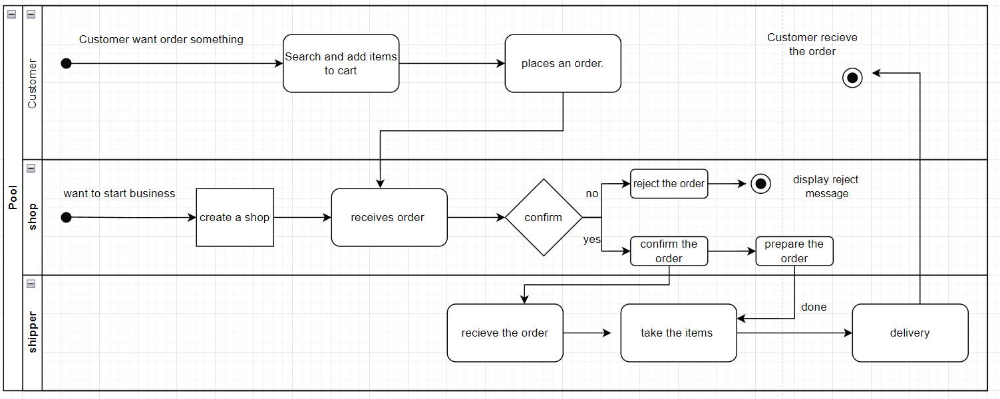 Pool
Customer
Customer want order something
Search and add items
to cart
places an order.
Customer recieve
the order
shop
want to start business
create a shop
receives order
confirm
no
yes
reject the order
display reject
message
confirm the
order
prepare the
order
shipper
recieve the order
take the items
done
delivery